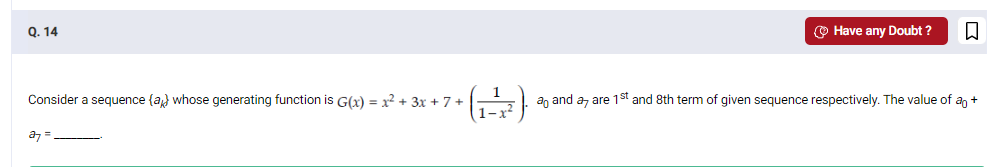 Q. 14
Have any Doubt ?
Consider a sequence {aₖ} whose generating function is G(x) = x² + 3x + 7 + (1/(1−x²)). a₀ and a₇ are 1ˢᵗ and 8th term of given sequence respectively. The value of a₀ +
a₇ = _______.